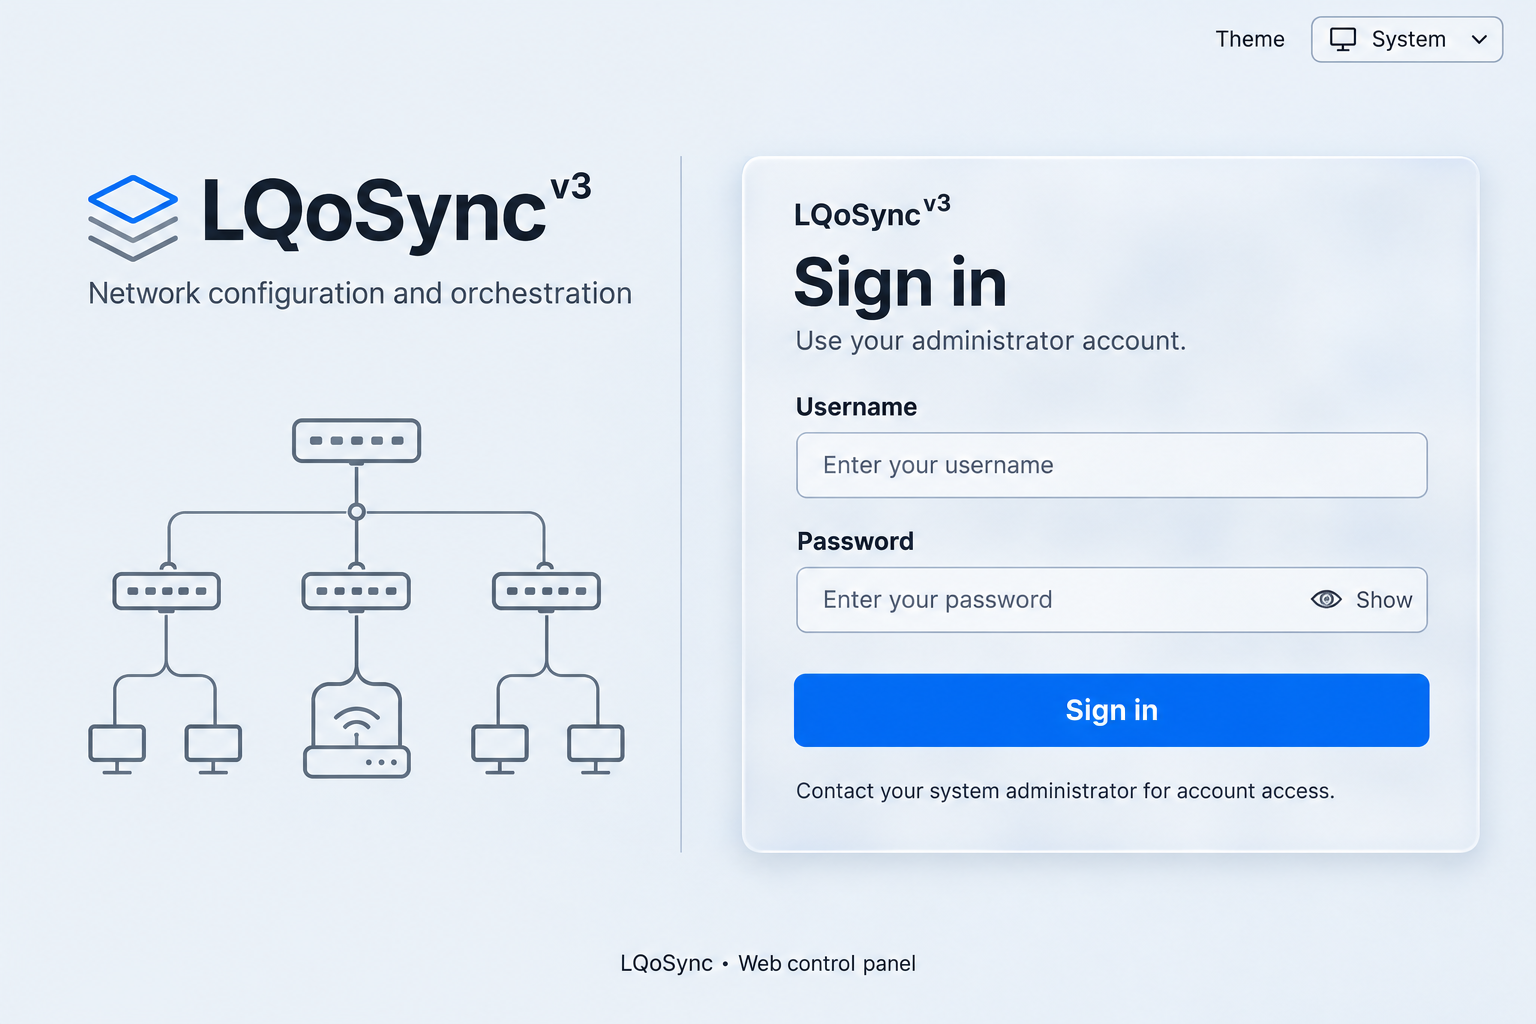 Theme System
LQoSync v3
Network configuration and orchestration
LQoSync v3
Sign in
Use your administrator account.
Username
Enter your username
Password
Enter your password Show
Sign in
Contact your system administrator for account access.
LQoSync • Web control panel